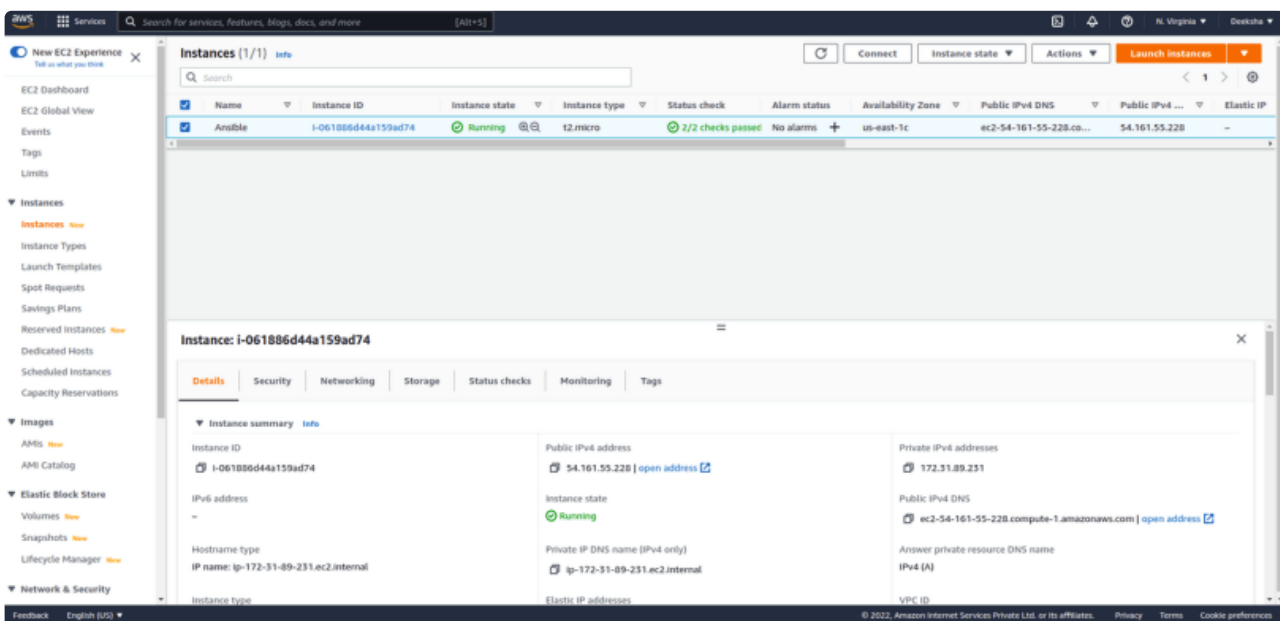 aws Services Search for services, features, blogs, docs, and more [Alt+S] N. Virginia ▼ Deeksha ▼
New EC2 Experience
Tell us what you think
EC2 Dashboard
EC2 Global View
Events
Tags
Limits
▼ Instances
Instances New
Instance Types
Launch Templates
Spot Requests
Savings Plans
Reserved Instances New
Dedicated Hosts
Scheduled Instances
Capacity Reservations
▼ Images
AMIs New
AMI Catalog
▼ Elastic Block Store
Volumes New
Snapshots New
Lifecycle Manager New
▼ Network & Security
Instances (1/1) Info Connect Instance state ▼ Actions ▼ Launch instances ▼
Search
< 1 >
Name Instance ID Instance state Instance type Status check Alarm status Availability Zone Public IPv4 DNS Public IPv4 ... Elastic IP
Ansible i-061886d44a159ad74 Running t2.micro 2/2 checks passed No alarms + us-east-1c ec2-54-161-55-228.co... 54.161.55.228 –
Instance: i-061886d44a159ad74
Details Security Networking Storage Status checks Monitoring Tags
▼ Instance summary Info
Instance ID Public IPv4 address Private IPv4 addresses
i-061886d44a159ad74 54.161.55.228 | open address 172.31.89.231
IPv6 address Instance state Public IPv4 DNS
– Running ec2-54-161-55-228.compute-1.amazonaws.com | open address
Hostname type Private IP DNS name (IPv4 only) Answer private resource DNS name
IP name: ip-172-31-89-231.ec2.internal ip-172-31-89-231.ec2.internal IPv4 (A)
Instance type Elastic IP addresses VPC ID
Feedback English (US) ▼ © 2022, Amazon Internet Services Private Ltd. or its affiliates. Privacy Terms Cookie preferences